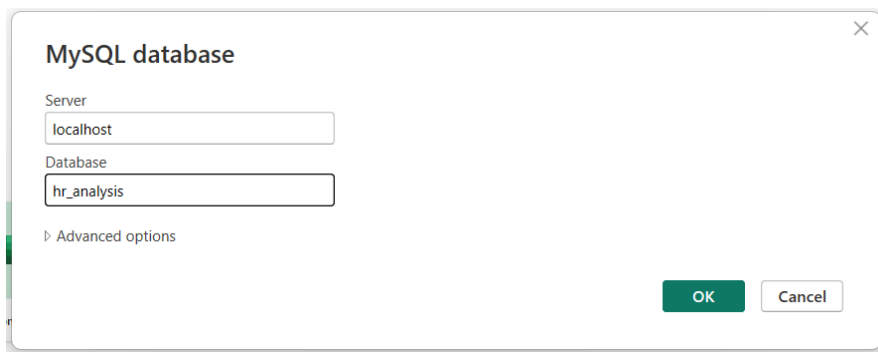 MySQL database
Server
localhost
Database
hr_analysis
Advanced options
OK
Cancel